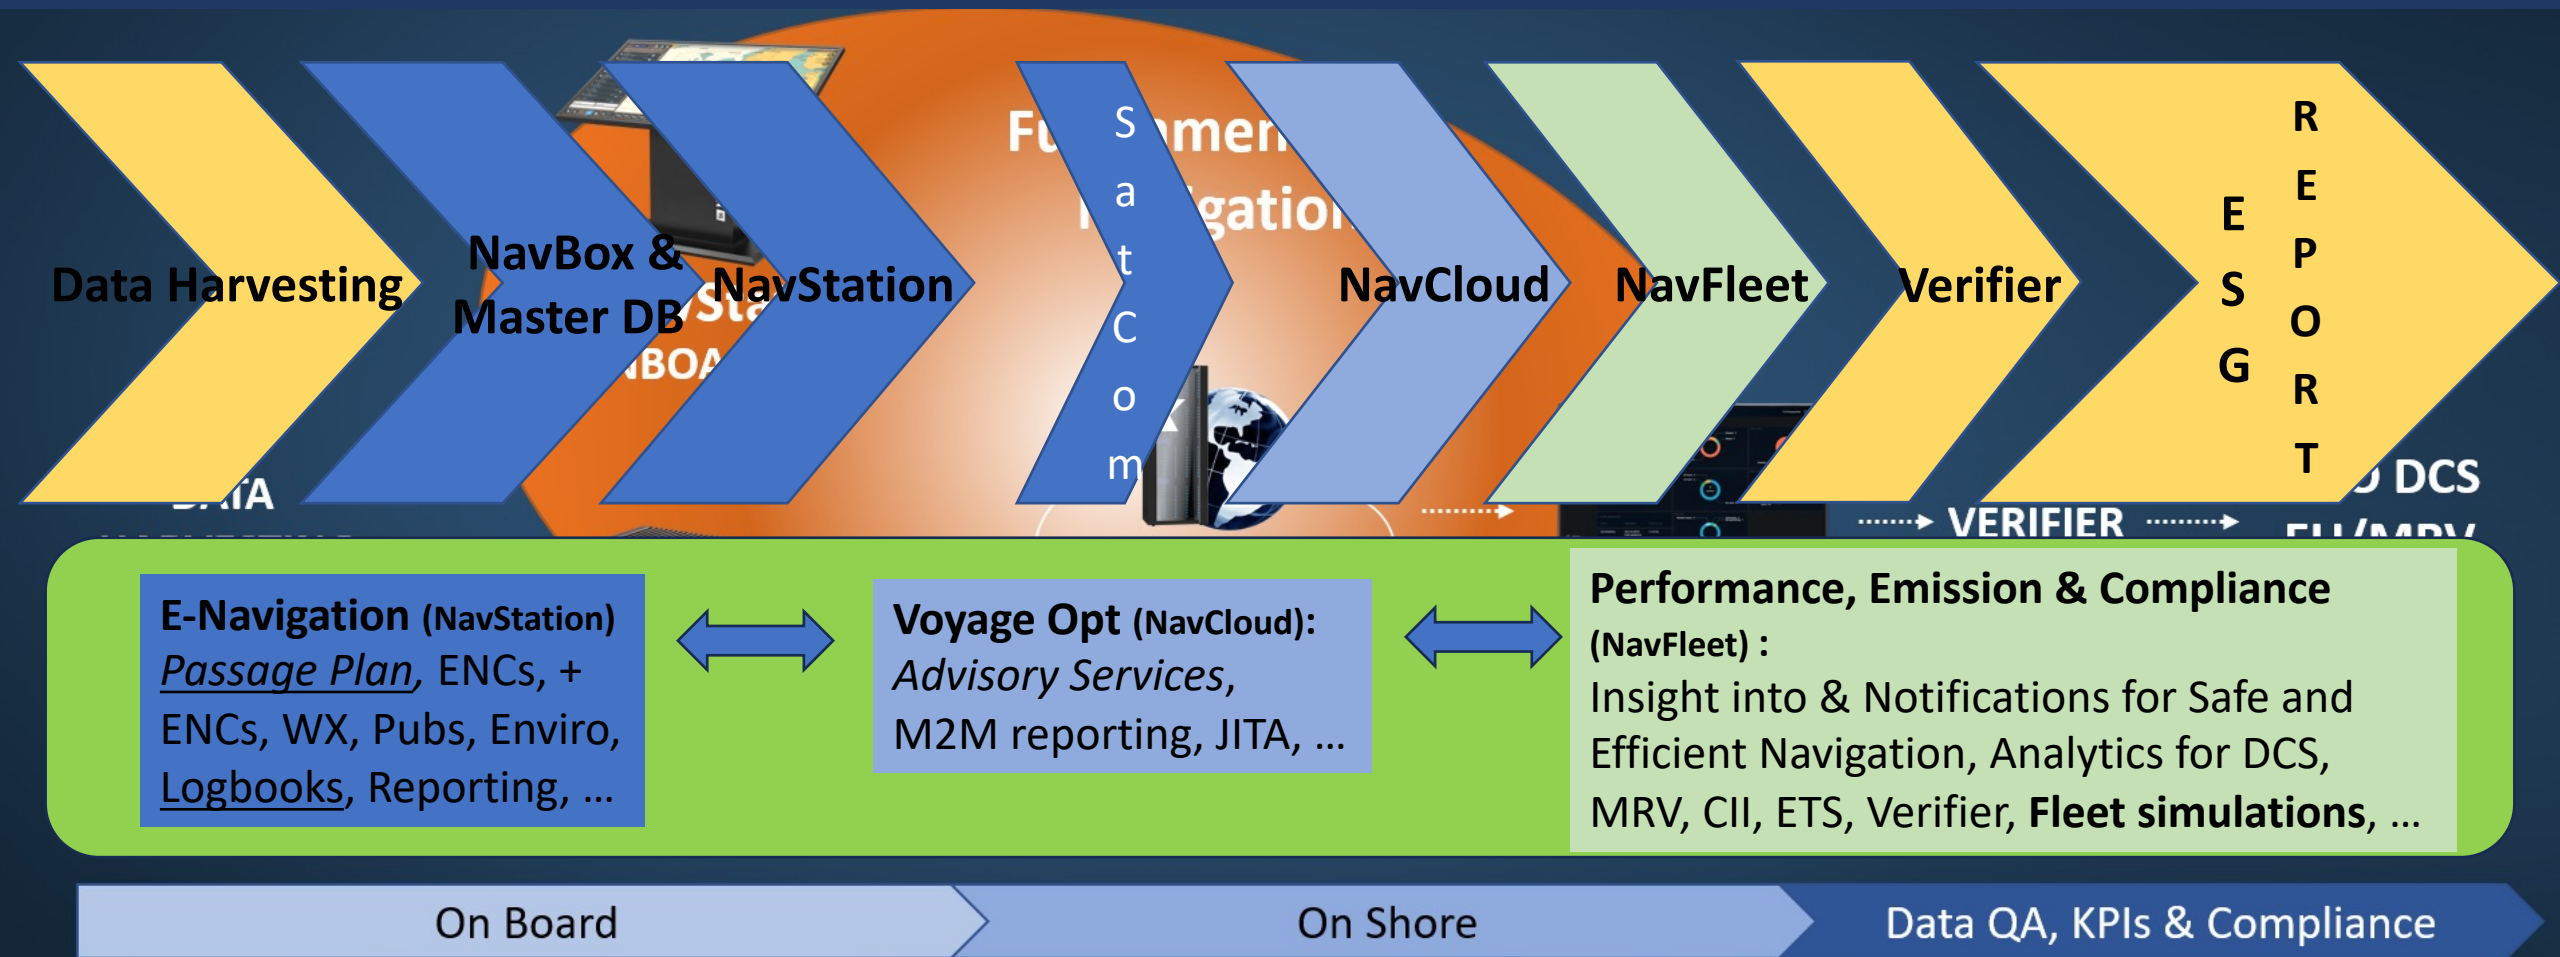 Data Harvesting
NavBox &
Master DB
NavStation
SatCom
NavCloud
NavFleet
Verifier
ESG
REPORT
VERIFIER
DCS
E-Navigation (NavStation)
Passage Plan, ENCs, +
ENCs, WX, Pubs, Enviro,
Logbooks, Reporting, ...
Voyage Opt (NavCloud):
Advisory Services,
M2M reporting, JITA, ...
Performance, Emission & Compliance
(NavFleet) :
Insight into & Notifications for Safe and
Efficient Navigation, Analytics for DCS,
MRV, CII, ETS, Verifier, Fleet simulations, ...
On Board
On Shore
Data QA, KPIs & Compliance